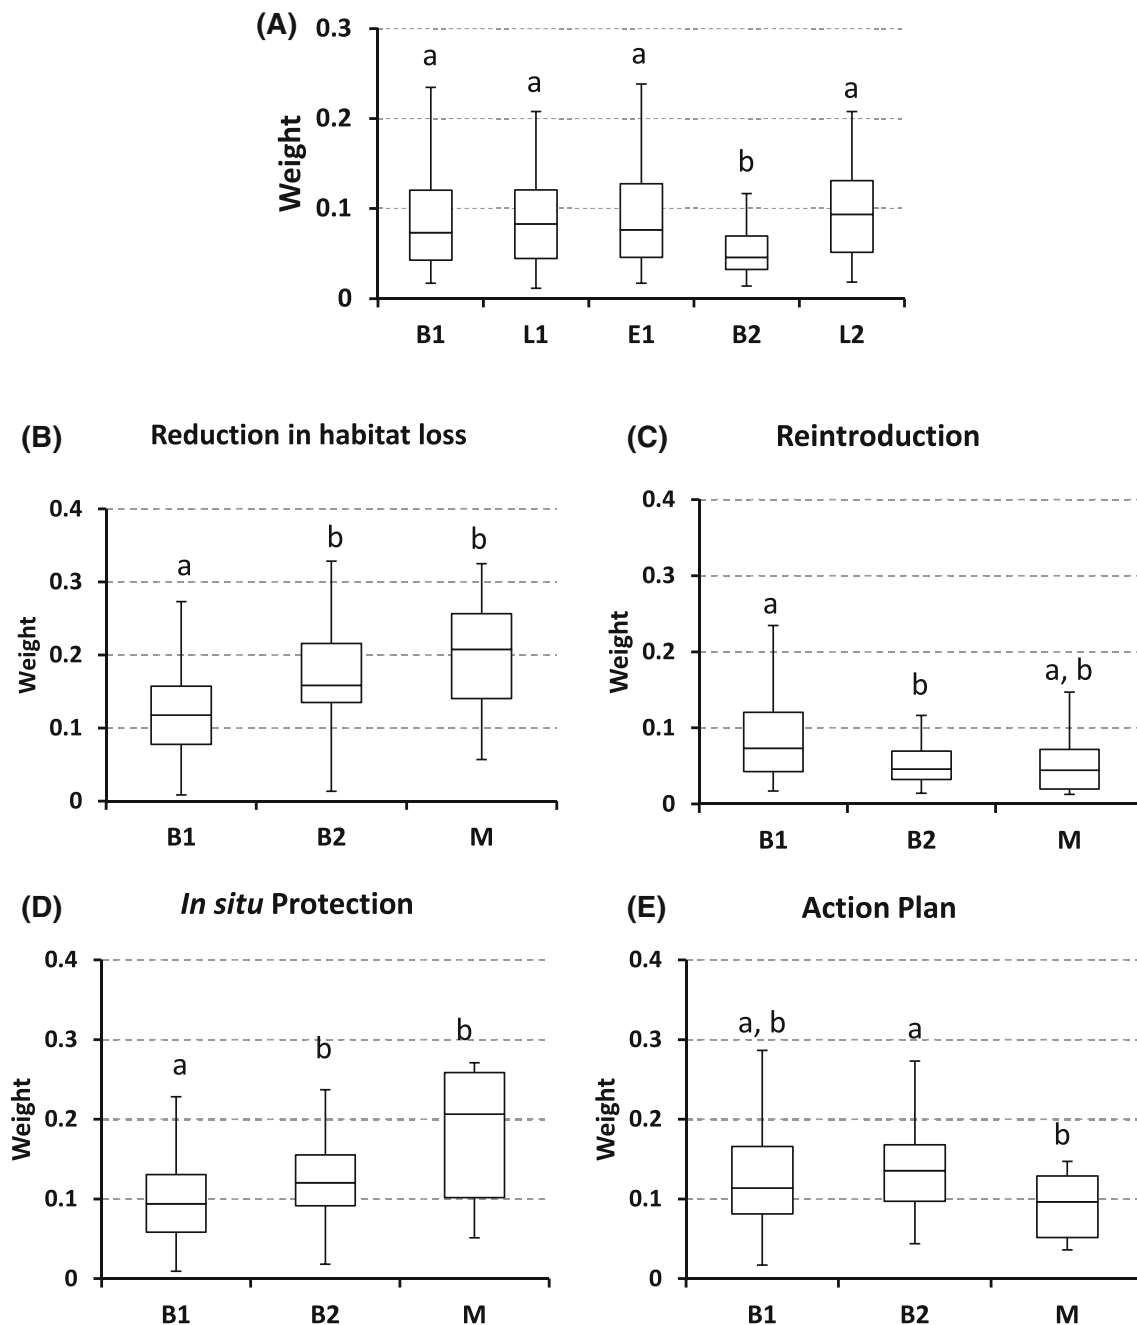 (A)
0.3
a
a
a
b
a
0.2
0.1
0
Weight
B1 L1 E1 B2 L2
(B) Reduction in habitat loss
0.4
a
b
b
0.3
0.2
0.1
0
Weight
B1 B2 M
(C) Reintroduction
0.4
0.3
a
b
a, b
0.2
0.1
0
Weight
B1 B2 M
(D) In situ Protection
0.4
a
b
b
0.3
0.2
0.1
0
Weight
B1 B2 M
(E) Action Plan
0.4
a, b
a
b
0.3
0.2
0.1
0
Weight
B1 B2 M